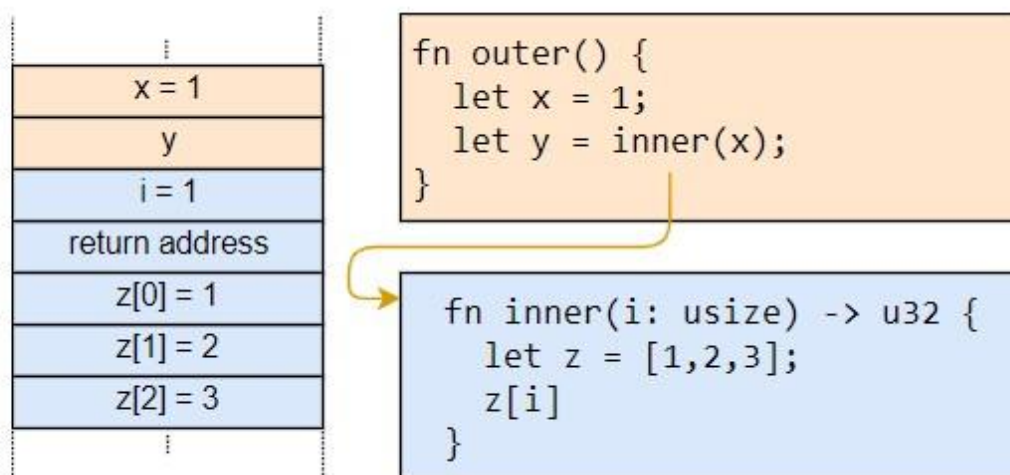 x = 1
y
i = 1
return address
z[0] = 1
z[1] = 2
z[2] = 3
fn outer() {
  let x = 1;
  let y = inner(x);
}
fn inner(i: usize) -> u32 {
  let z = [1,2,3];
  z[i]
}